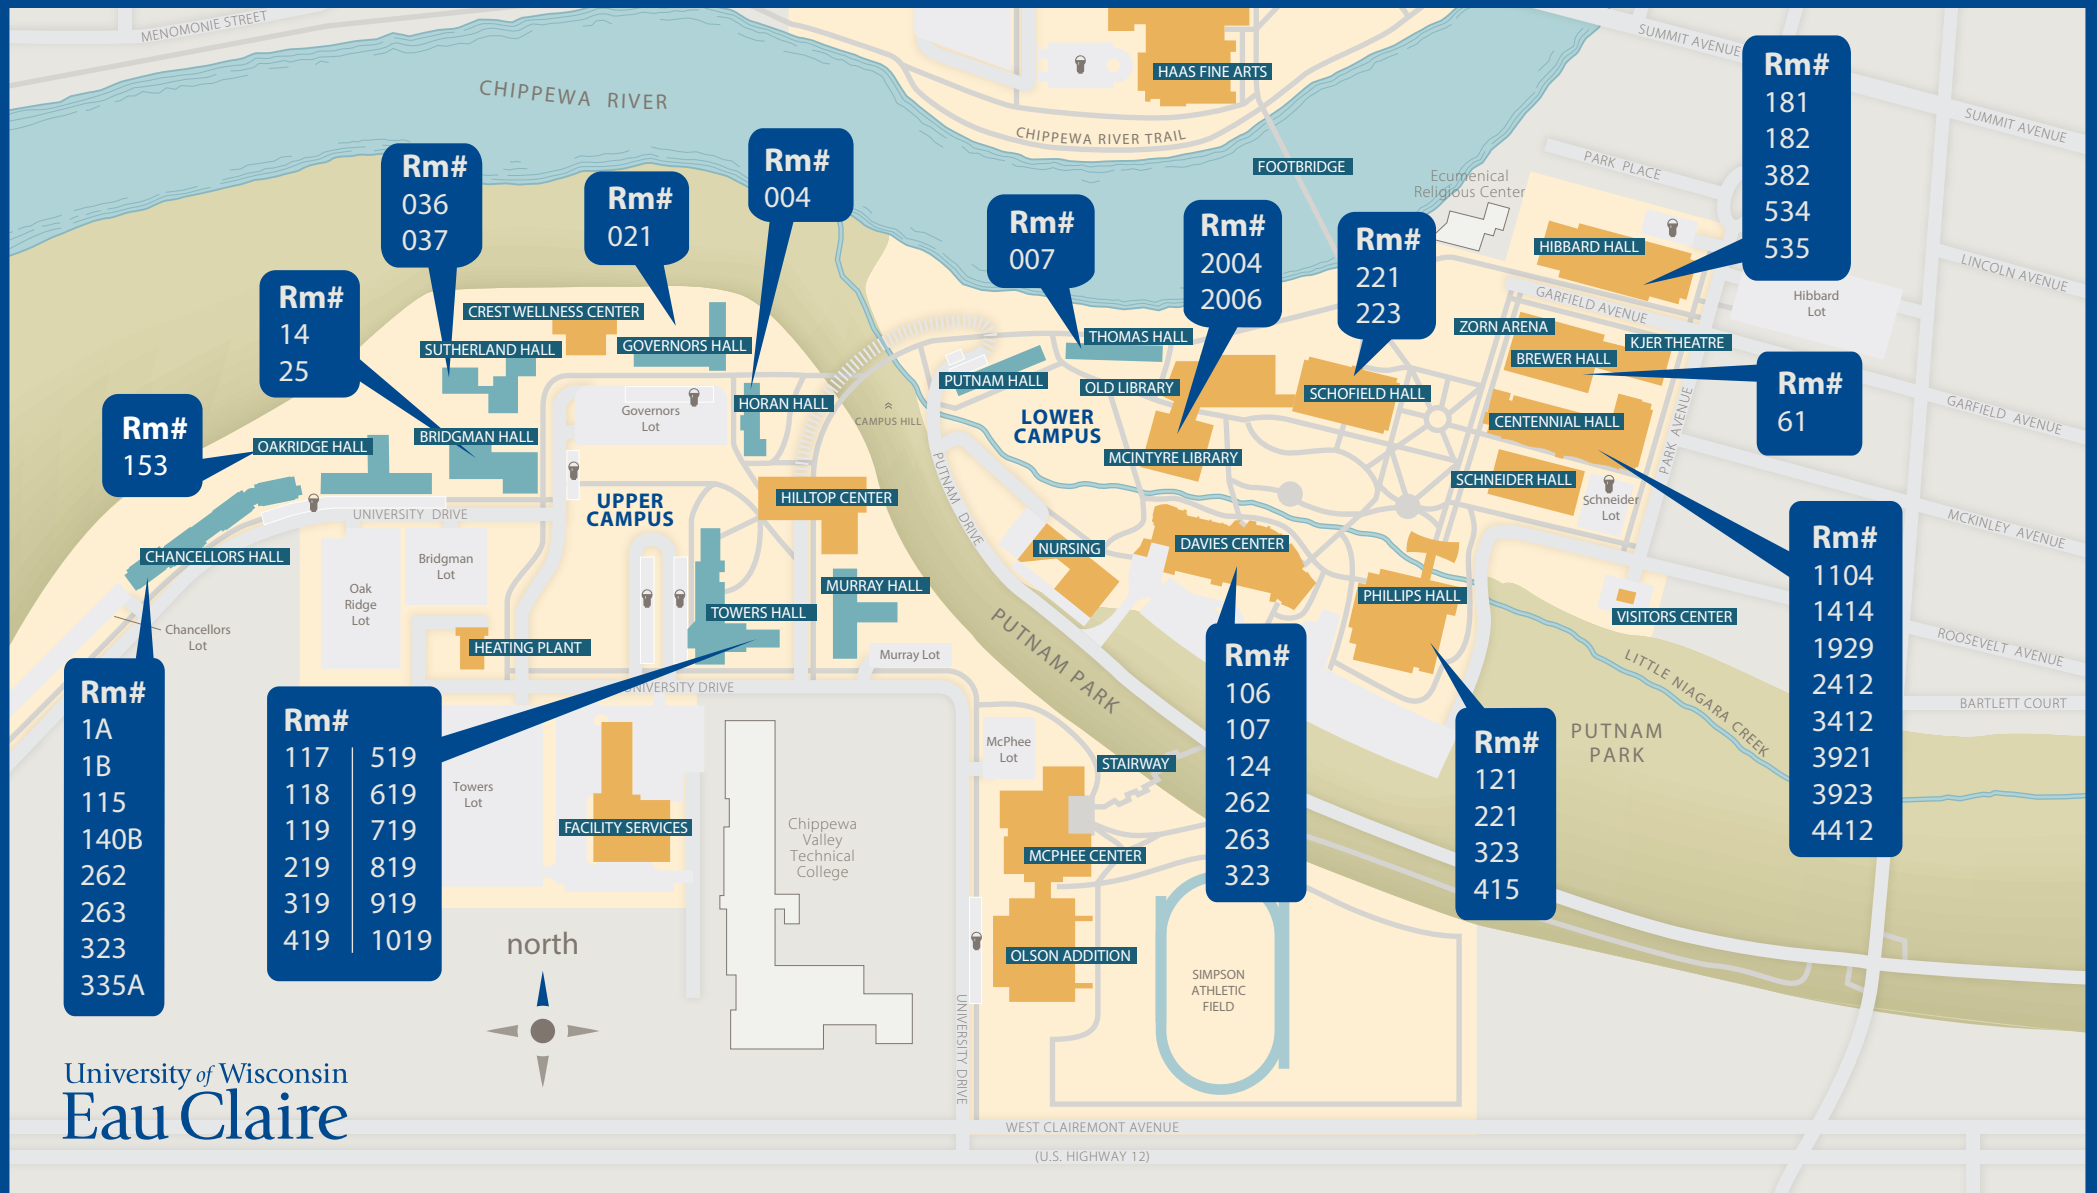 MENOMONIE STREET
CHIPPEWA RIVER
HAAS FINE ARTS
CHIPPEWA RIVER TRAIL
FOOTBRIDGE
SUMMIT AVENUE
SUMMIT AVENUE
PARK PLACE
Ecumenical
Religious Center
Rm#
181
182
382
534
535
HIBBARD HALL
LINCOLN AVENUE
Hibbard
Lot
GARFIELD AVENUE
GARFIELD AVENUE
Rm#
036
037
Rm#
021
Rm#
004
Rm#
007
Rm#
2004
2006
Rm#
221
223
Rm#
14
25
Rm#
153
CREST WELLNESS CENTER
SUTHERLAND HALL
GOVERNORS HALL
Governors
Lot
HORAN HALL
CAMPUS HILL
BRIDGMAN HALL
OAKRIDGE HALL
UNIVERSITY DRIVE
UPPER
CAMPUS
HILLTOP CENTER
CHANCELLORS HALL
Bridgman
Lot
Oak
Ridge
Lot
Chancellors
Lot
HEATING PLANT
TOWERS HALL
MURRAY HALL
Murray Lot
UNIVERSITY DRIVE
THOMAS HALL
PUTNAM HALL
OLD LIBRARY
LOWER
CAMPUS
MCINTYRE LIBRARY
SCHOFIELD HALL
ZORN ARENA
BREWER HALL
KJER THEATRE
Rm#
61
CENTENNIAL HALL
PARK AVENUE
SCHNEIDER HALL
Schneider
Lot
MCKINLEY AVENUE
PUTNAM DRIVE
NURSING
DAVIES CENTER
PHILLIPS HALL
VISITORS CENTER
ROOSEVELT AVENUE
BARTLETT COURT
LITTLE NIAGARA CREEK
PUTNAM PARK
PUTNAM
PARK
Rm#
1104
1414
1929
2412
3412
3921
3923
4412
Rm#
106
107
124
262
263
323
Rm#
121
221
323
415
Rm#
1A
1B
115
140B
262
263
323
335A
Rm#
117 519
118 619
119 719
219 819
319 919
419 1019
Towers
Lot
FACILITY SERVICES
Chippewa
Valley
Technical
College
McPhee
Lot
STAIRWAY
MCPHEE CENTER
OLSON ADDITION
SIMPSON
ATHLETIC
FIELD
UNIVERSITY DRIVE
north
University of Wisconsin
Eau Claire
WEST CLAIREMONT AVENUE
(U.S. HIGHWAY 12)